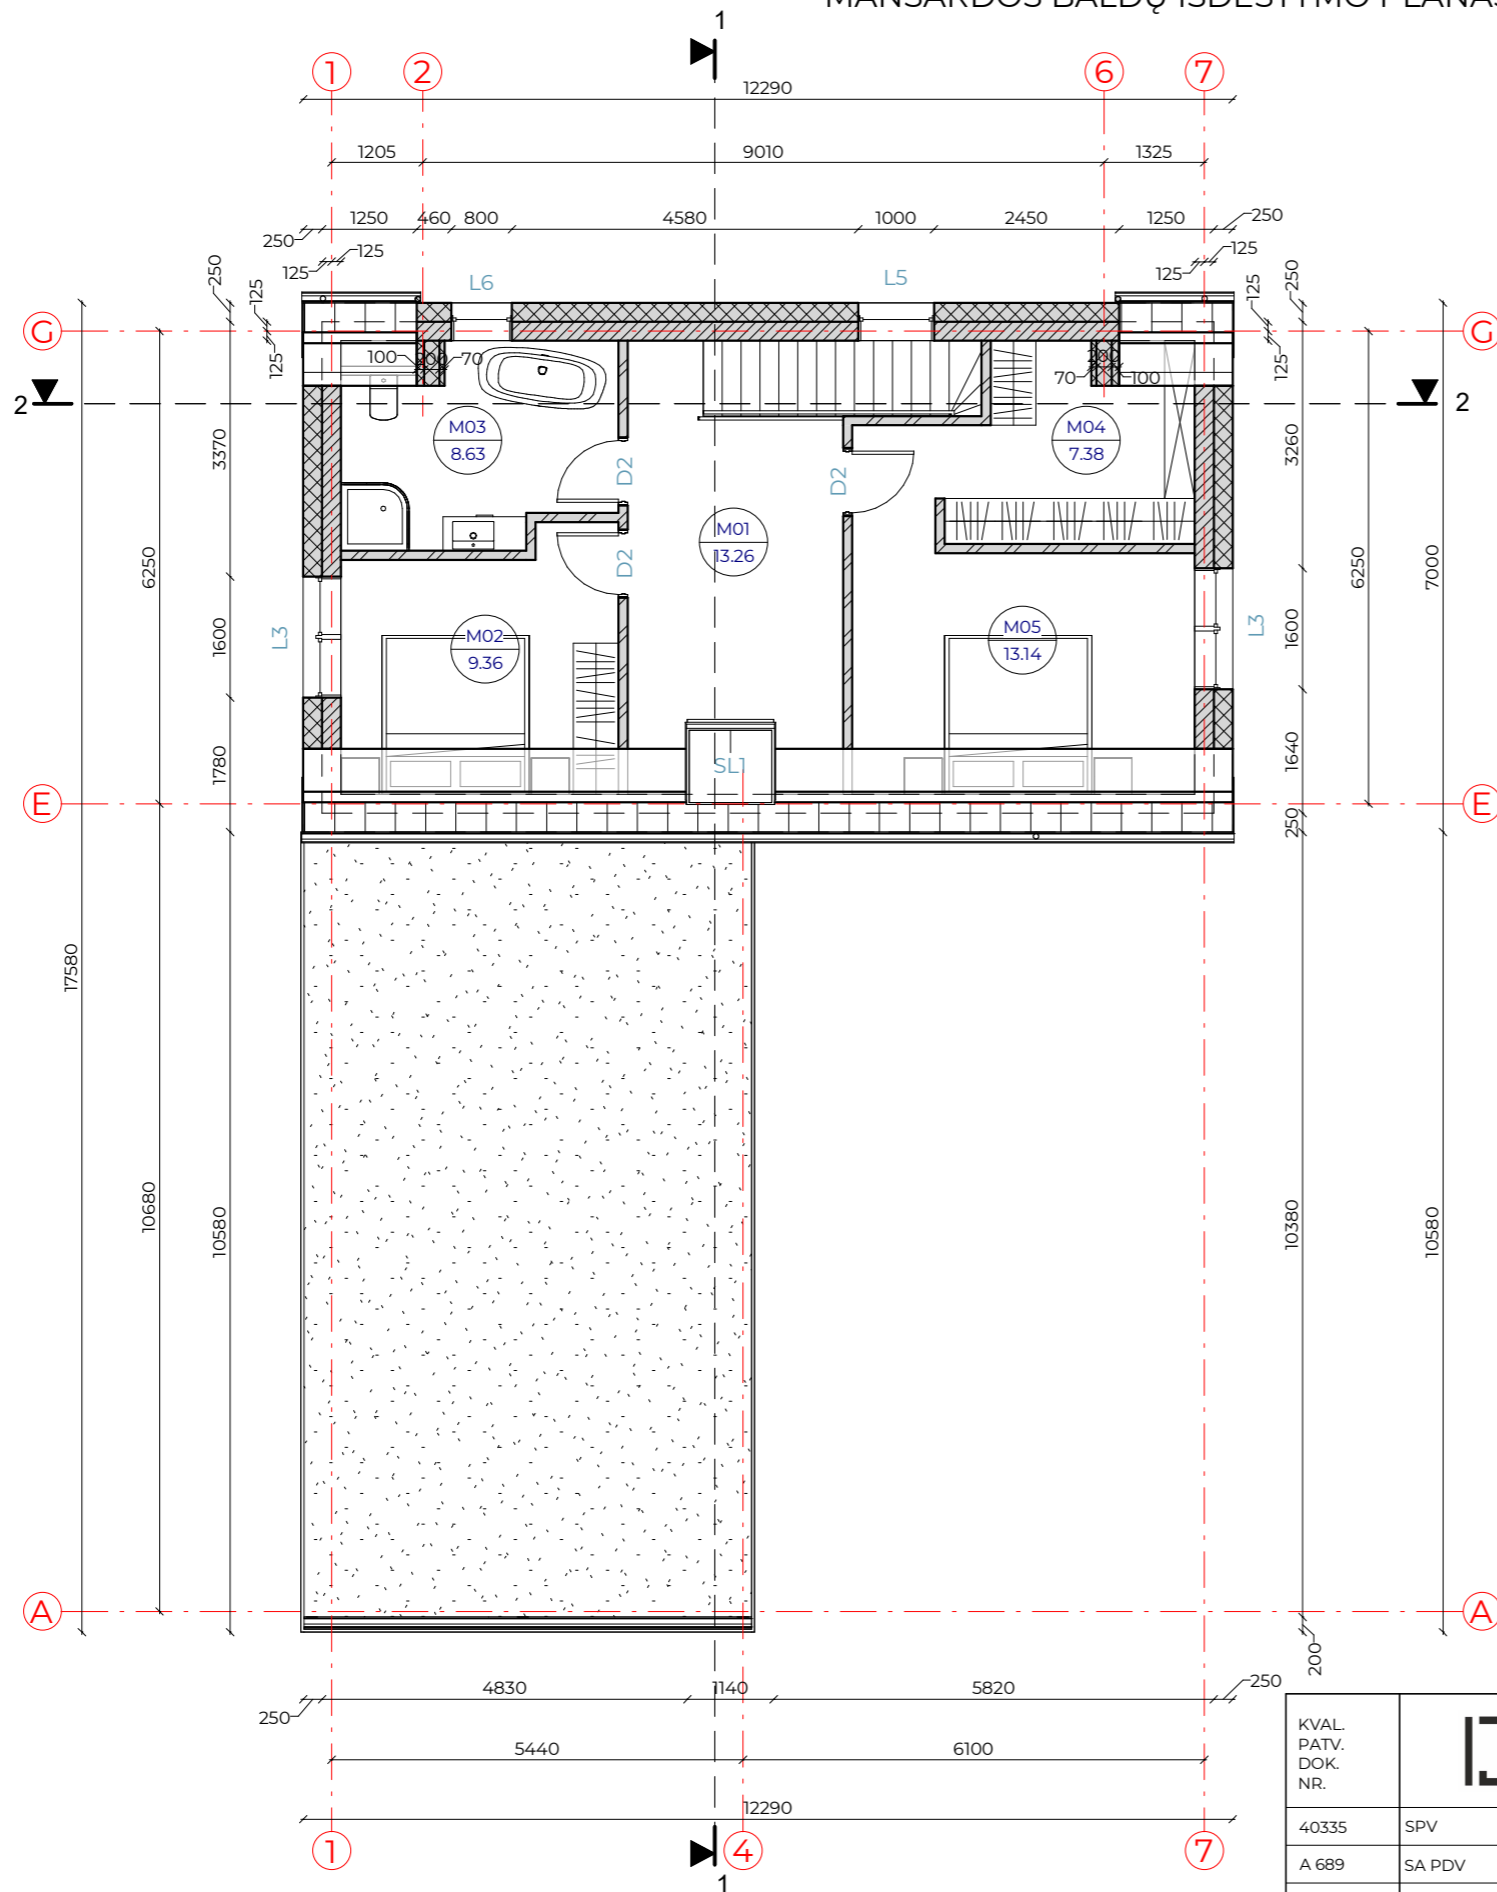 MANSARDOS BALDŲ IŠDĖSTYMO PLANAS
1
1 2 6 7
12290
1205 9010 1325
1250 460 800 4580 1000 2450 1250 250
250 125 125 125 125
L6 L5
250 125 125 250 125 125
G G
100 70 70 100
2 2
M03
8.63
M04
7.38
3370 3260
D2 D2
M01
13.26
D2
6250 6250 7000
L3 1600 1600 L3
M02
9.36
M05
13.14
1780 1640
SL1
E E
250
17580
10680 10580 10380 10580
A A
200
250 4830 1140 5820 250
5440 6100
12290
1 4 7
1
KVAL.
PATV.
DOK.
NR.
40335 SPV
A 689 SA PDV